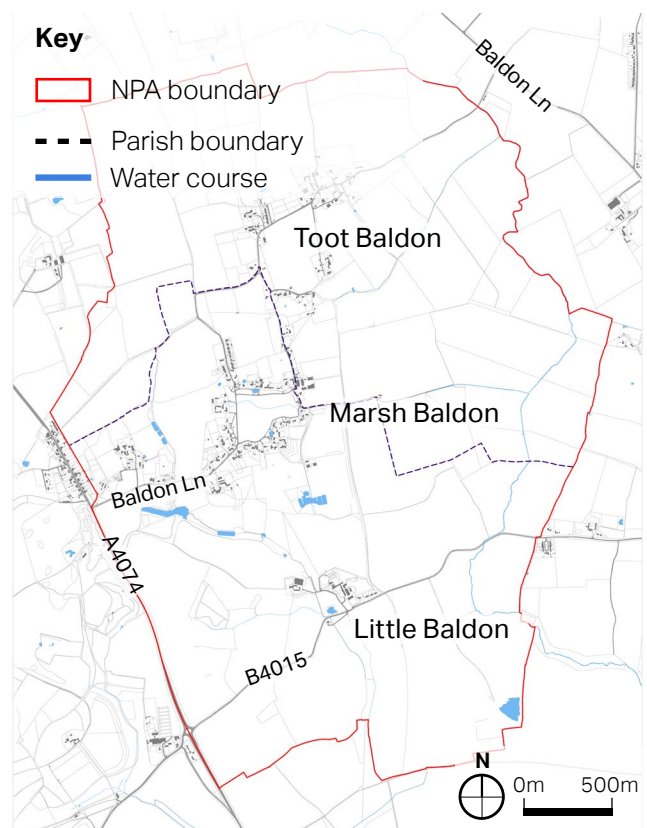 Key
NPA boundary
Parish boundary
Water course
Baldon Ln
Toot Baldon
Marsh Baldon
Baldon Ln
A4074
Little Baldon
B4015
N
0m 500m